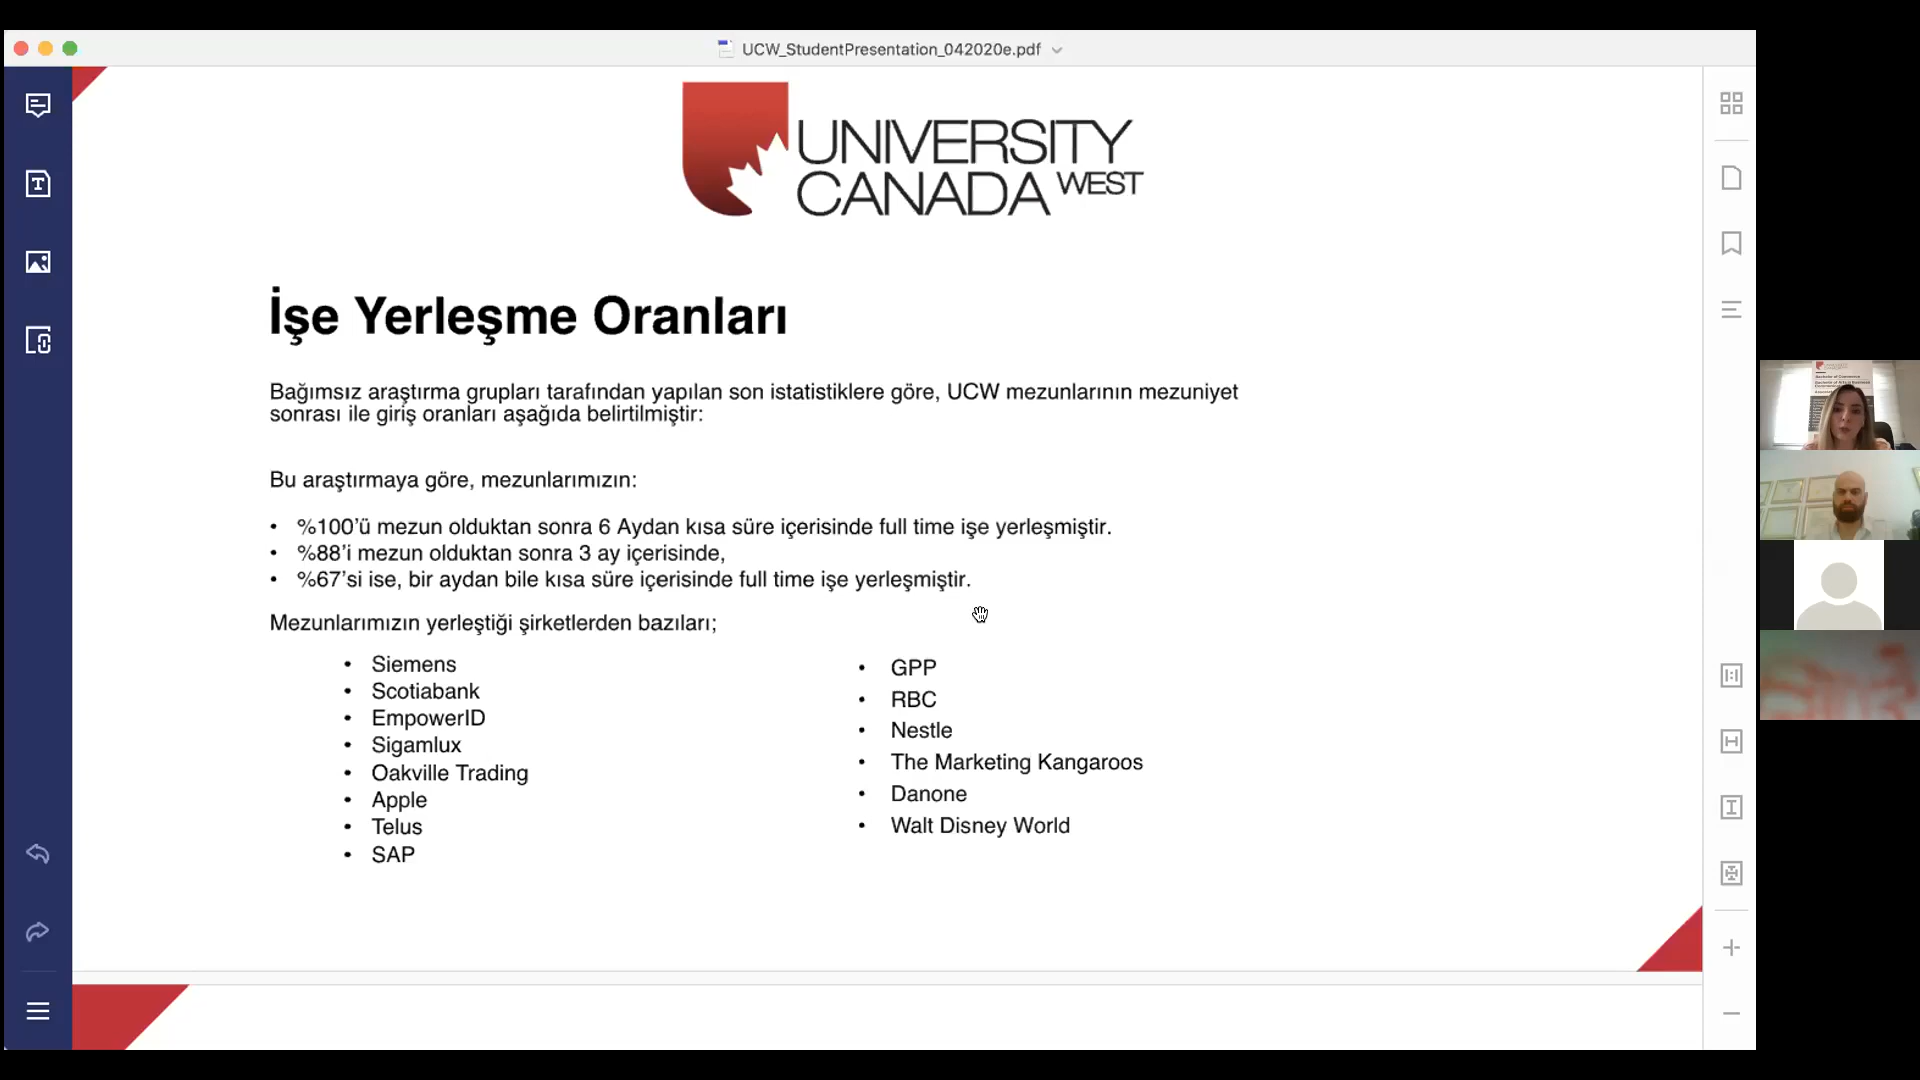 UCW_StudentPresentation_042020e.pdf
UNIVERSITY
CANADA WEST
İşe Yerleşme Oranları
Bağımsız araştırma grupları tarafından yapılan son istatistiklere göre, UCW mezunlarının mezuniyet
sonrası ile giriş oranları aşağıda belirtilmiştir:
Bu araştırmaya göre, mezunlarımızın:
• %100’ü mezun olduktan sonra 6 Aydan kısa süre içerisinde full time işe yerleşmiştir.
• %88’i mezun olduktan sonra 3 ay içerisinde,
• %67’si ise, bir aydan bile kısa süre içerisinde full time işe yerleşmiştir.
Mezunlarımızın yerleştiği şirketlerden bazıları;
• Siemens
• Scotiabank
• EmpowerID
• Sigamlux
• Oakville Trading
• Apple
• Telus
• SAP
• GPP
• RBC
• Nestle
• The Marketing Kangaroos
• Danone
• Walt Disney World